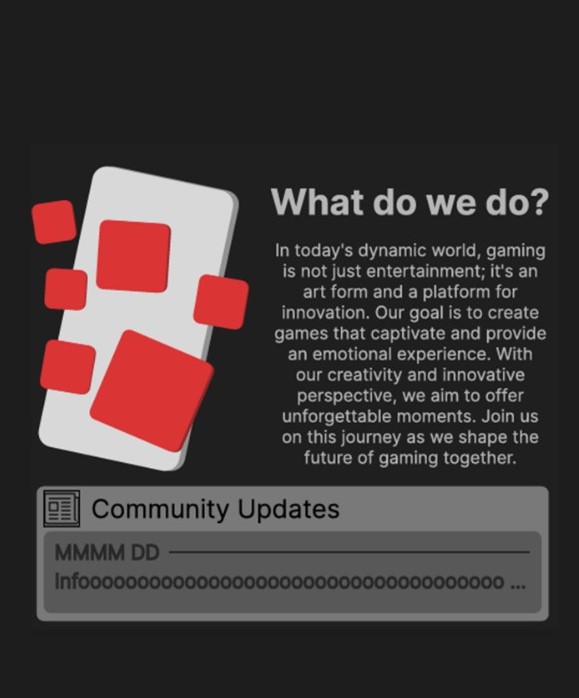 What do we do?
In today's dynamic world, gaming
is not just entertainment; it's an
art form and a platform for
innovation. Our goal is to create
games that captivate and provide
an emotional experience. With
our creativity and innovative
perspective, we aim to offer
unforgettable moments. Join us
on this journey as we shape the
future of gaming together.
Community Updates
MMMM DD
Infooooooooooooooooooooooooooooooooooooo ...